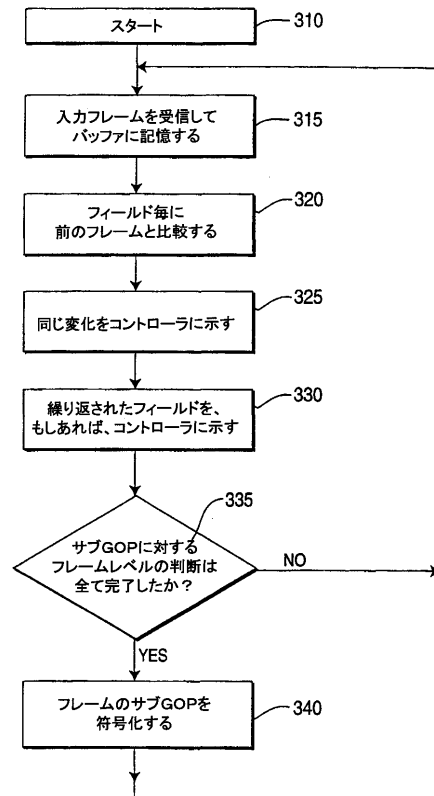 スタート
310
入力フレームを受信して
バッファに記憶する
315
フィールド毎に
前のフレームと比較する
320
同じ変化をコントローラに示す
325
繰り返されたフィールドを、
もしあれば、コントローラに示す
330
335
サブGOPに対する
フレームレベルの判断は
全て完了したか？
NO
YES
フレームのサブGOPを
符号化する
340